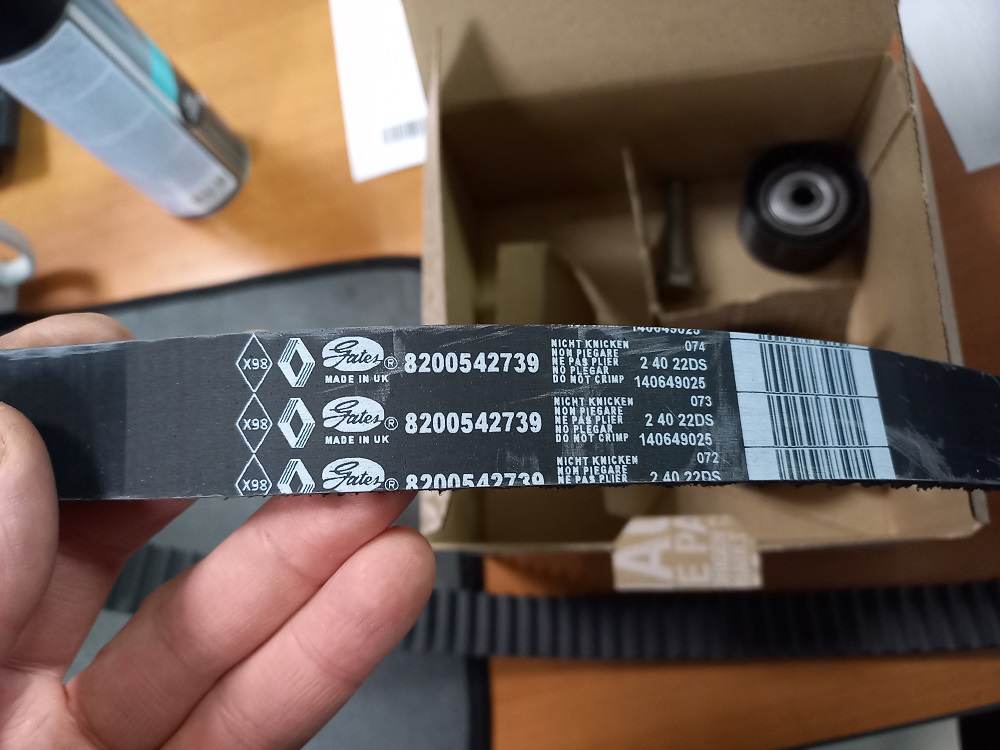 140649025
X98 Gates ® 8200542739
MADE IN UK
NICHT KNICKEN 074
NON PIEGARE
NE PAS PLIER 2 40 22DS
NO PLEGAR
DO NOT CRIMP 140649025
X98 Gates ® 8200542739
MADE IN UK
NICHT KNICKEN 073
NON PIEGARE
NE PAS PLIER 2 40 22DS
NO PLEGAR
DO NOT CRIMP 140649025
X98 Gates ® 8200542739
NICHT KNICKEN 072
NON PIEGARE
NE PAS PLIER 2 40 22DS